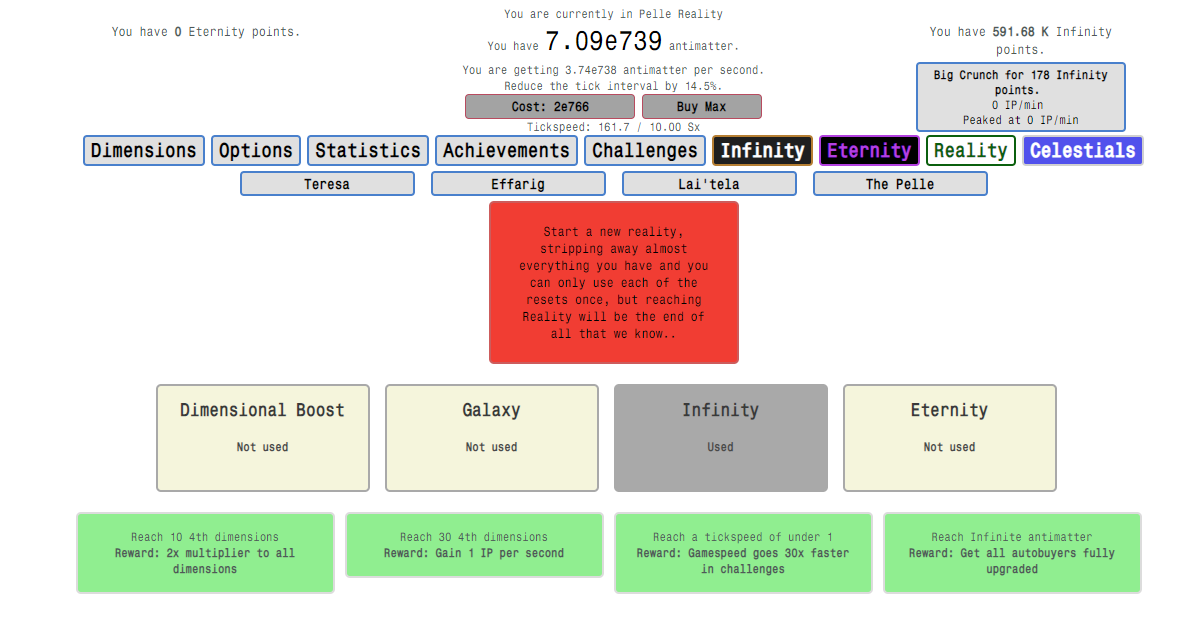 You are currently in Pelle Reality
You have 0 Eternity points.
You have 7.09e739 antimatter.
You have 591.68 K Infinity
points.
You are getting 3.74e738 antimatter per second.
Reduce the tick interval by 14.5%.
Cost: 2e766
Buy Max
Tickspeed: 161.7 / 10.00 Sx
Big Crunch for 178 Infinity
points.
0 IP/min
Peaked at 0 IP/min
Dimensions
Options
Statistics
Achievements
Challenges
Infinity
Eternity
Reality
Celestials
Teresa
Effarig
Lai'tela
The Pelle
Start a new reality,
stripping away almost
everything you have and you
can only use each of the
resets once, but reaching
Reality will be the end of
all that we know..
Dimensional Boost
Not used
Galaxy
Not used
Infinity
Used
Eternity
Not used
Reach 10 4th dimensions
Reward: 2x multiplier to all
dimensions
Reach 30 4th dimensions
Reward: Gain 1 IP per second
Reach a tickspeed of under 1
Reward: Gamespeed goes 30x faster
in challenges
Reach Infinite antimatter
Reward: Get all autobuyers fully
upgraded